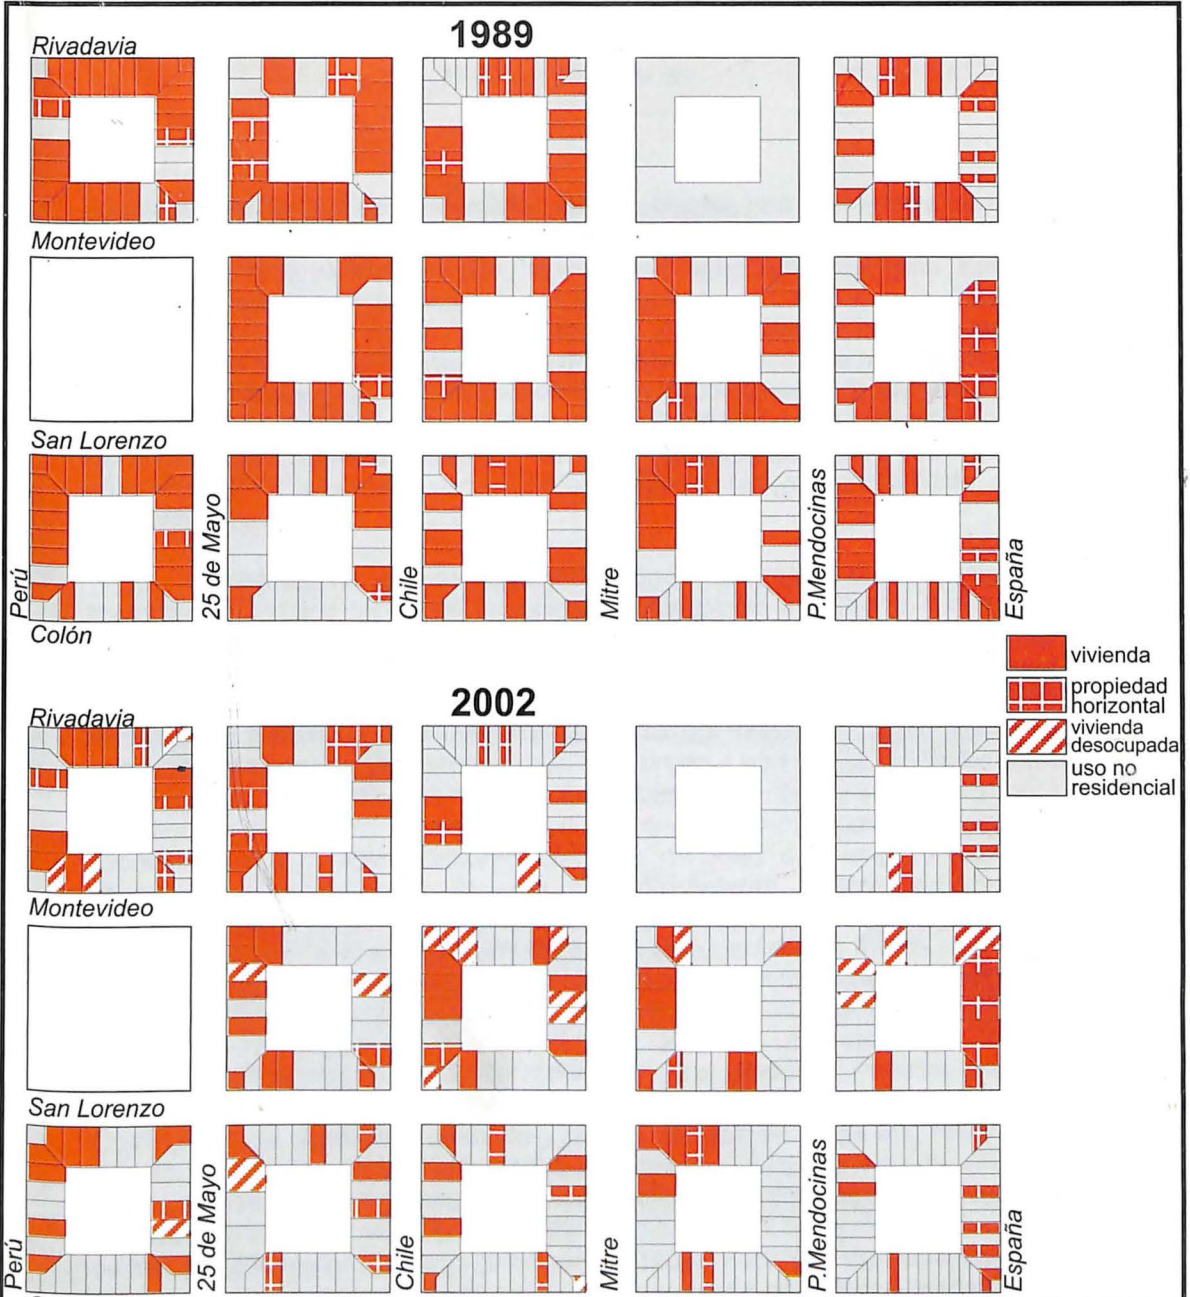 1989
Rivadavia
Montevideo
San Lorenzo
Perú
25 de Mayo
Chile
Mitre
P.Mendocinas
España
Colón
vivienda
propiedad
horizontal
vivienda
desocupada
uso no
residencial
2002
Rivadavia
Montevideo
San Lorenzo
Perú
25 de Mayo
Chile
Mitre
P.Mendocinas
España